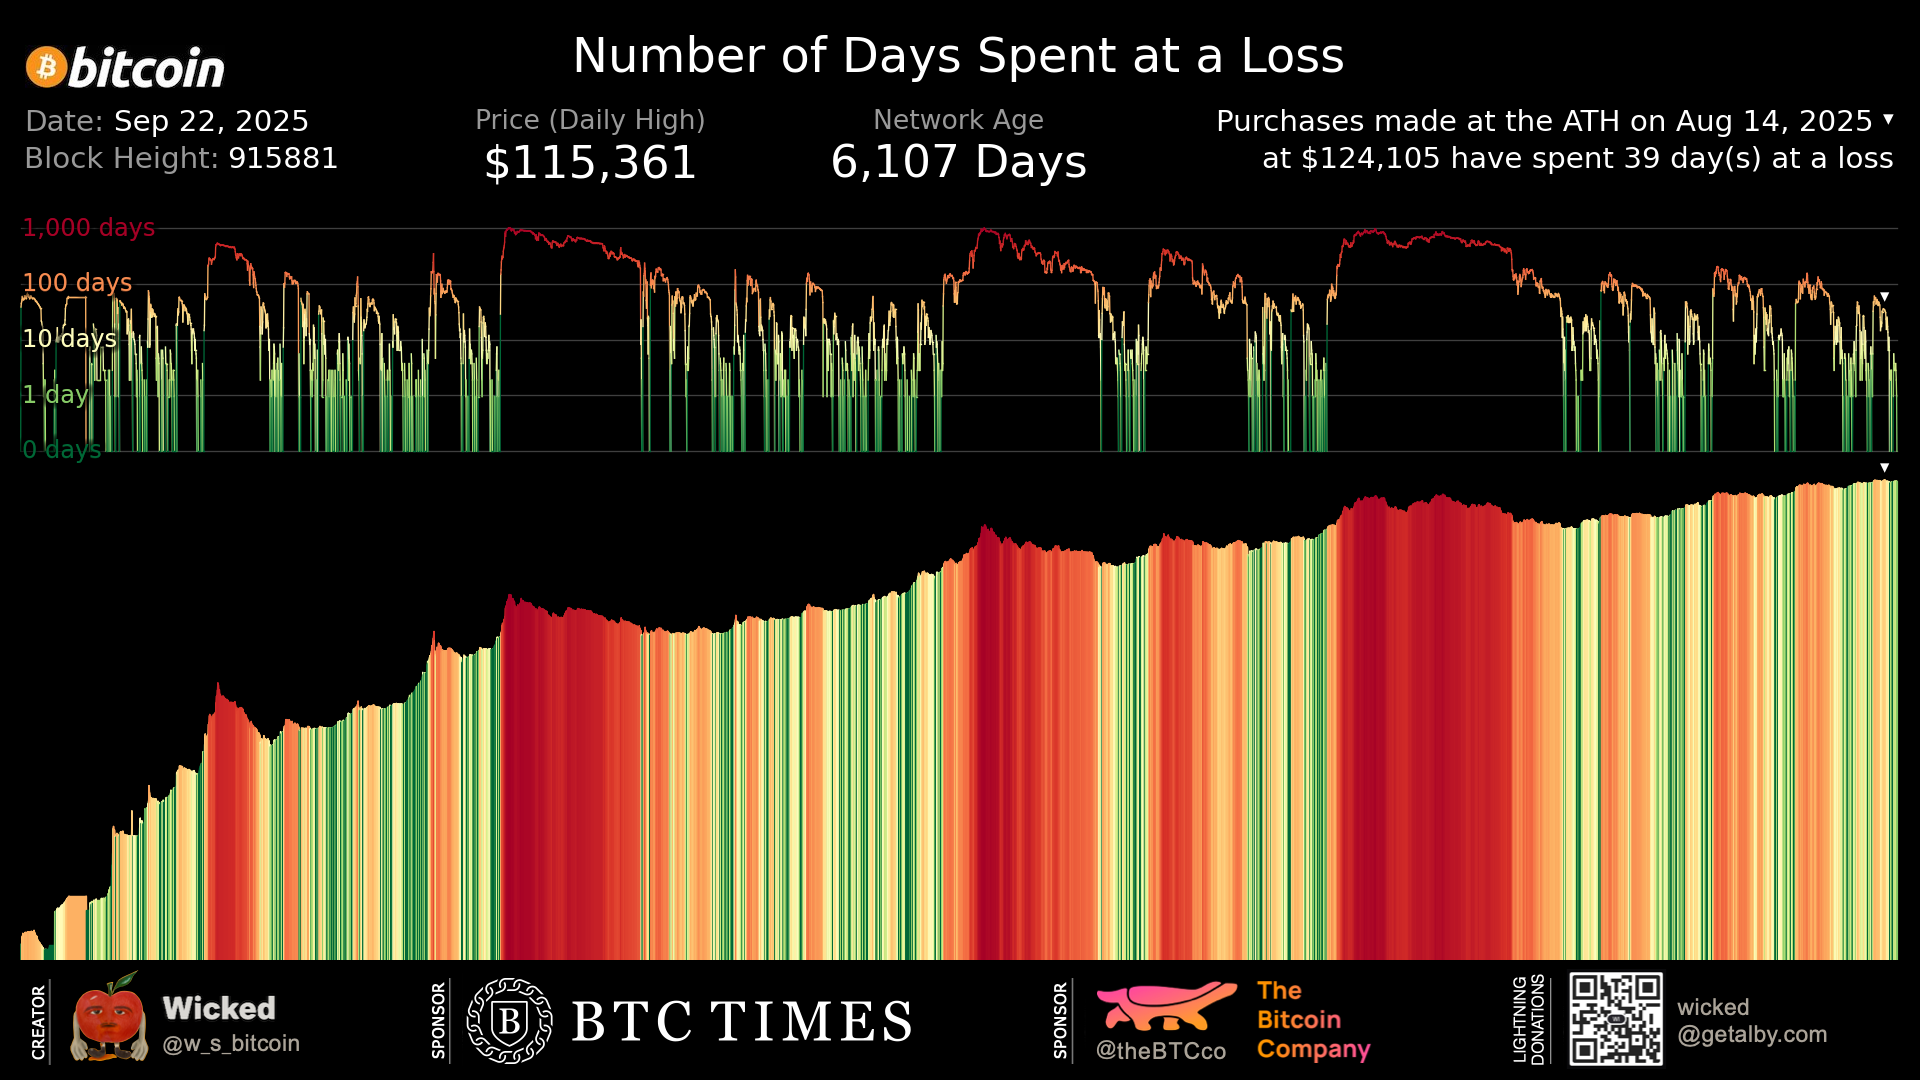 bitcoin
Number of Days Spent at a Loss
Date: Sep 22, 2025
Block Height: 915881
Price (Daily High)
$115,361
Network Age
6,107 Days
Purchases made at the ATH on Aug 14, 2025 ▼
at $124,105 have spent 39 day(s) at a loss
1,000 days
100 days
10 days
1 day
0 days
CREATOR
Wicked
@w_s_bitcoin
SPONSOR
B
BTC TIMES
SPONSOR
@theBTCco
The
Bitcoin
Company
LIGHTNING
DONATIONS
wicked
@getalby.com